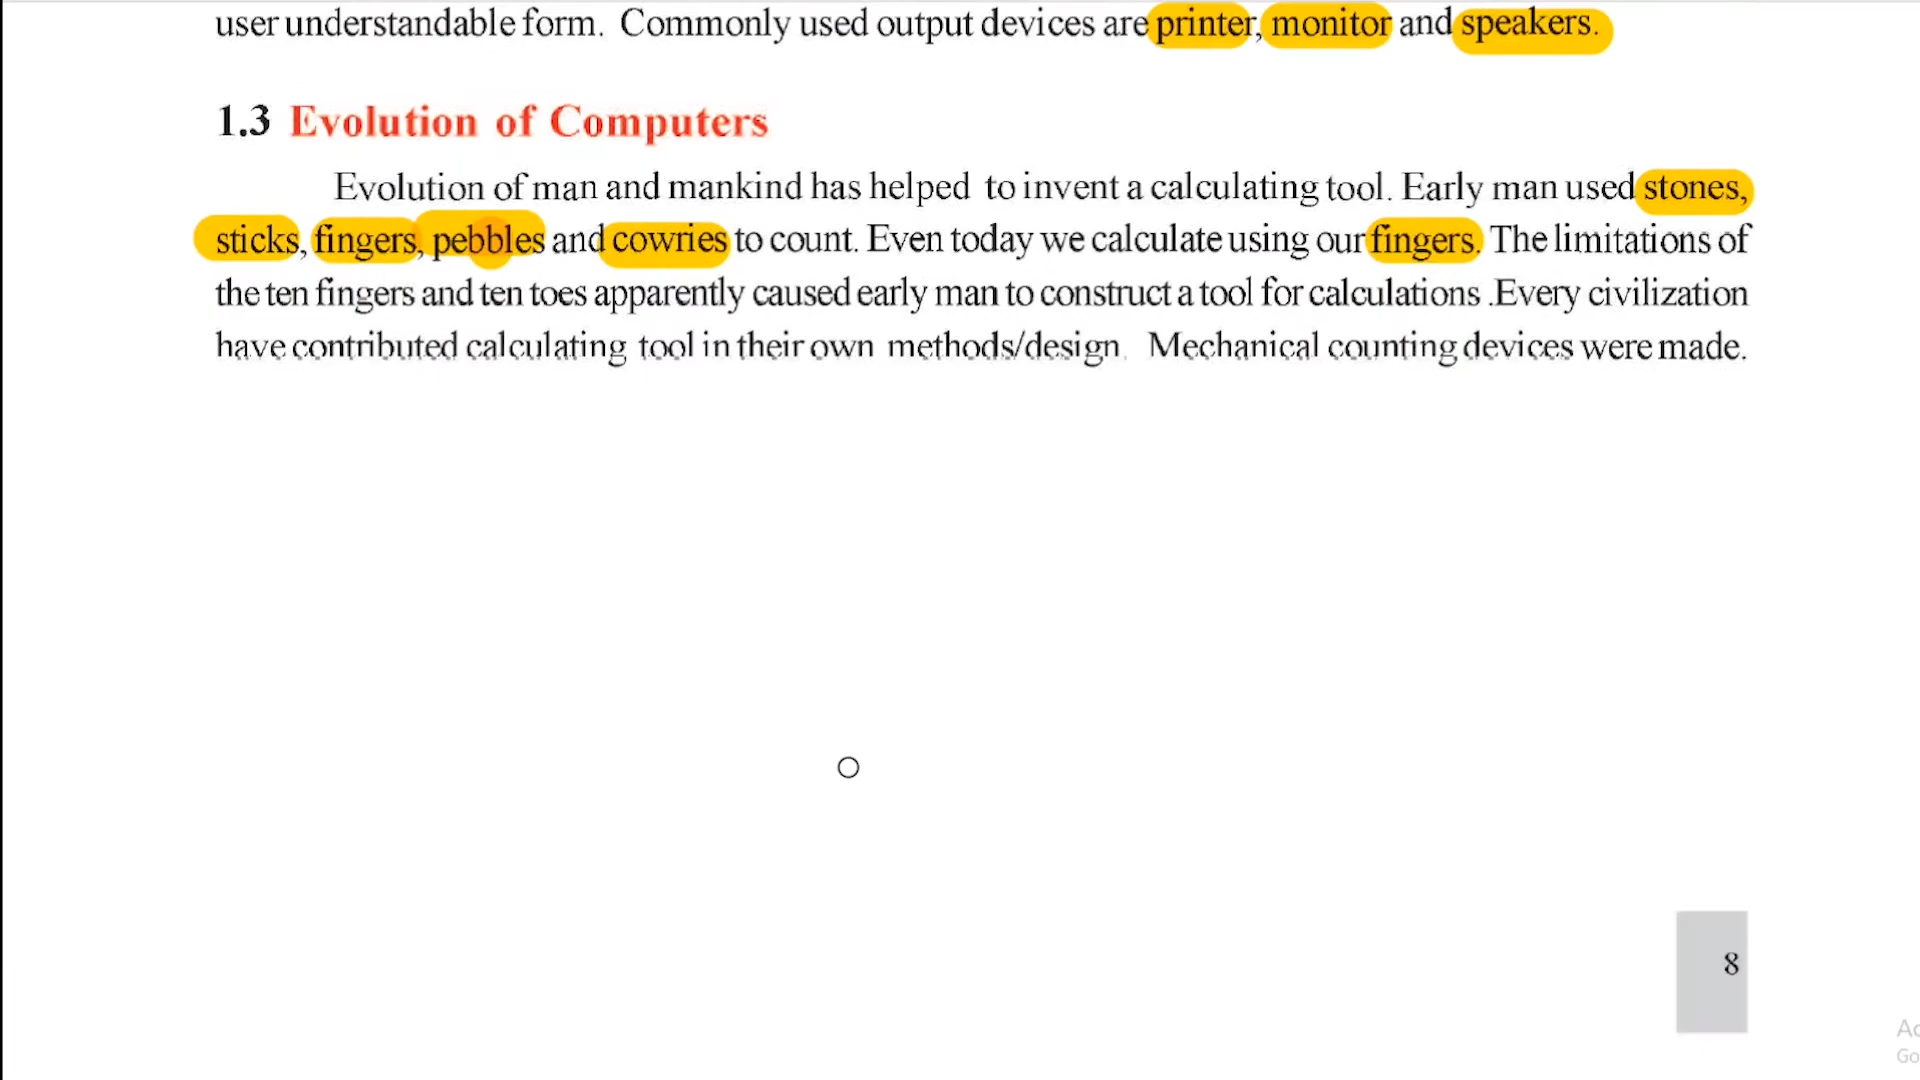 user understandable form. Commonly used output devices are printer, monitor and speakers.
1.3 Evolution of Computers
Evolution of man and mankind has helped to invent a calculating tool. Early man used stones,
sticks, fingers, pebbles and cowries to count. Even today we calculate using our fingers. The limitations of
the ten fingers and ten toes apparently caused early man to construct a tool for calculations .Every civilization
have contributed calculating tool in their own methods/design. Mechanical counting devices were made.
8